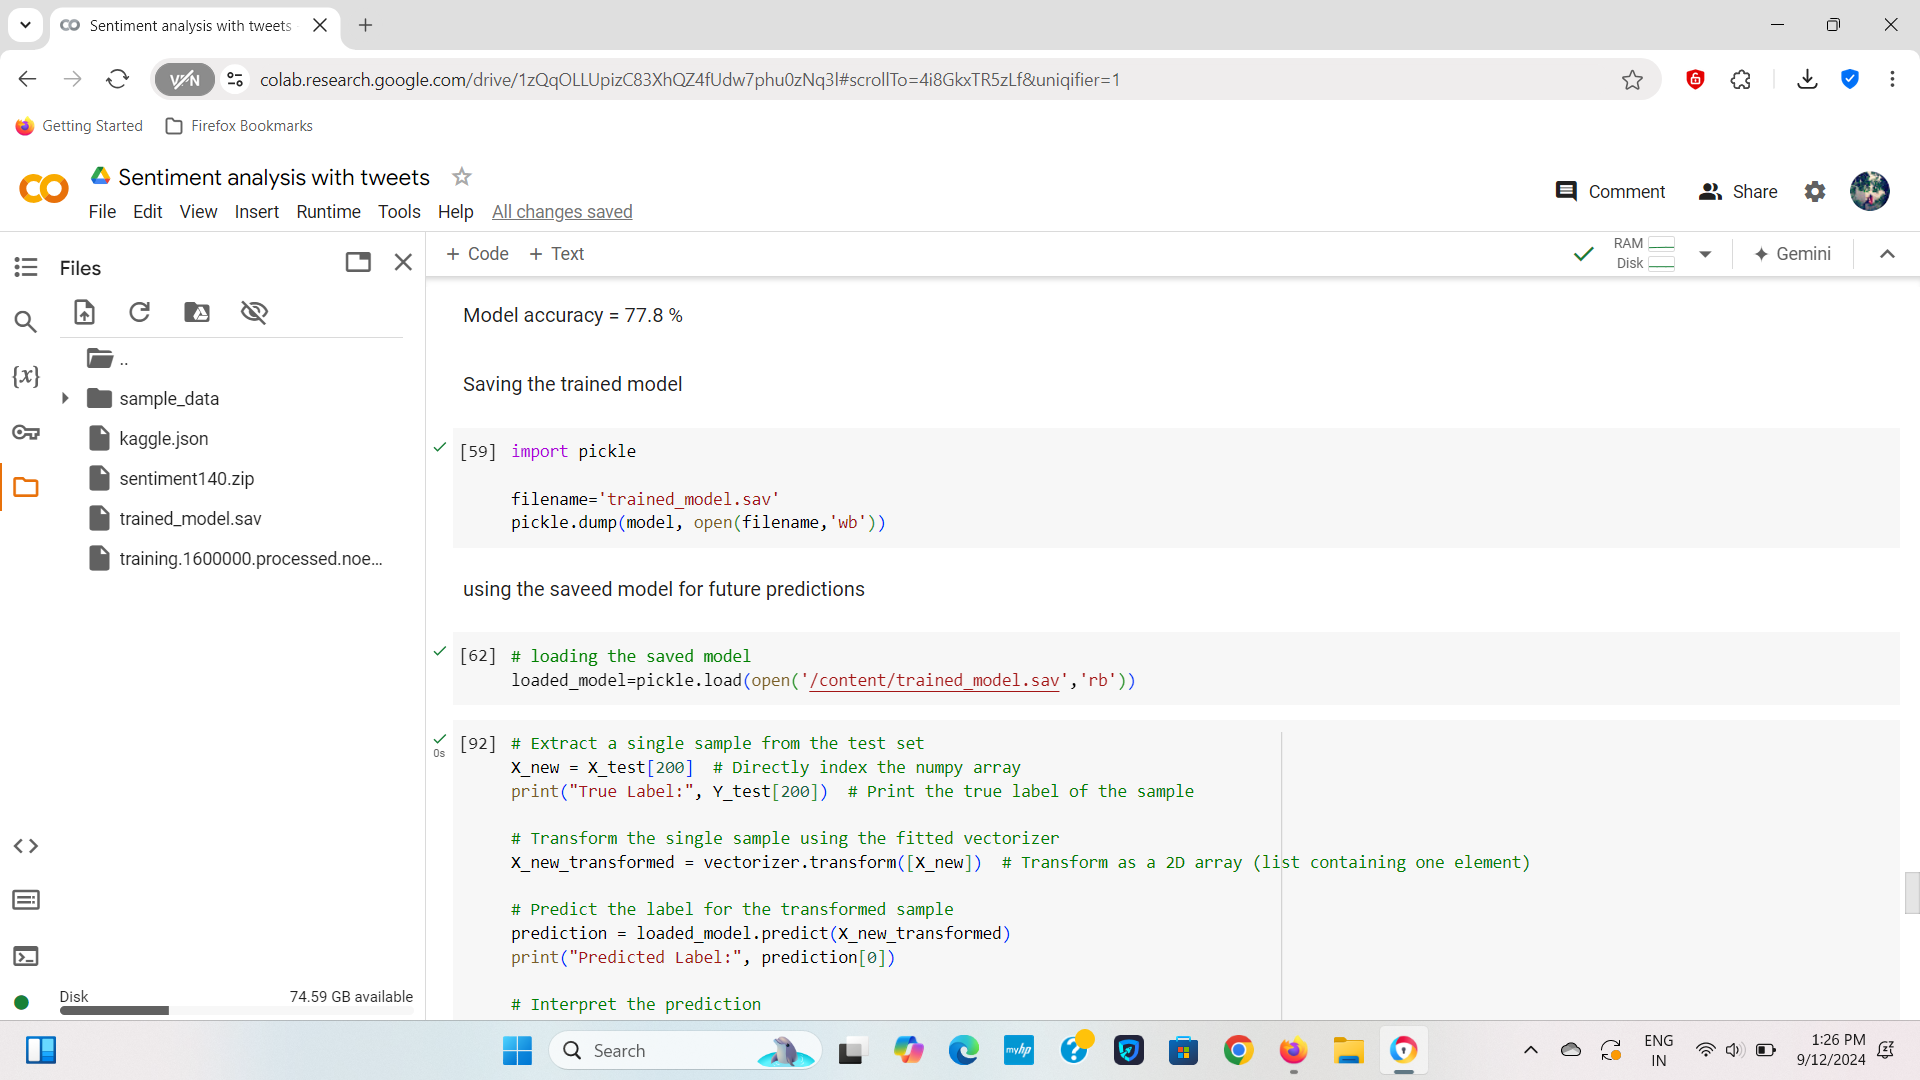 Sentiment analysis with tweets
VPN
colab.research.google.com/drive/1zQqOLLUpizC83XhQZ4fUdw7phu0zNq3l#scrollTo=4i8GkxTR5zLf&uniqifier=1
Getting Started
Firefox Bookmarks
Sentiment analysis with tweets
File Edit View Insert Runtime Tools Help All changes saved
Comment
Share
Files
+ Code + Text
RAM
Disk
Gemini
..
sample_data
kaggle.json
sentiment140.zip
trained_model.sav
training.1600000.processed.noe...
{x}
Disk
74.59 GB available
Model accuracy = 77.8 %
Saving the trained model
[59] import pickle
filename='trained_model.sav'
pickle.dump(model, open(filename,'wb'))
using the saveed model for future predictions
[62] # loading the saved model
loaded_model=pickle.load(open('/content/trained_model.sav','rb'))
[92] # Extract a single sample from the test set
0s
X_new = X_test[200]  # Directly index the numpy array
print("True Label:", Y_test[200])  # Print the true label of the sample
# Transform the single sample using the fitted vectorizer
X_new_transformed = vectorizer.transform([X_new])  # Transform as a 2D array (list containing one element)
# Predict the label for the transformed sample
prediction = loaded_model.predict(X_new_transformed)
print("Predicted Label:", prediction[0])
# Interpret the prediction
Search
myhp
ENG
IN
1:26 PM
9/12/2024